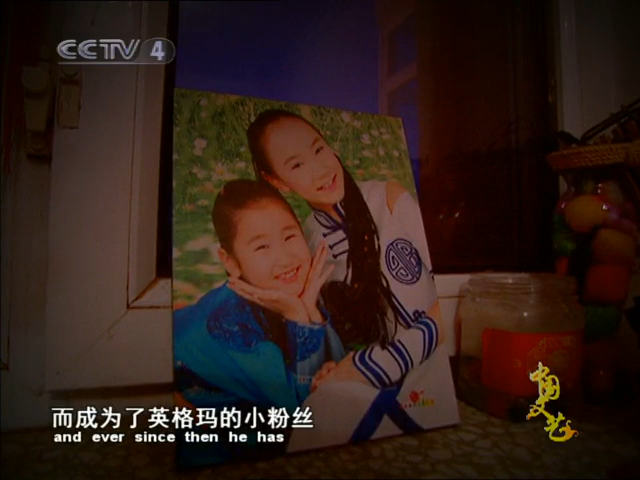 CCTV 4
而成为了英格玛的小粉丝
and ever since then he has
中国文艺